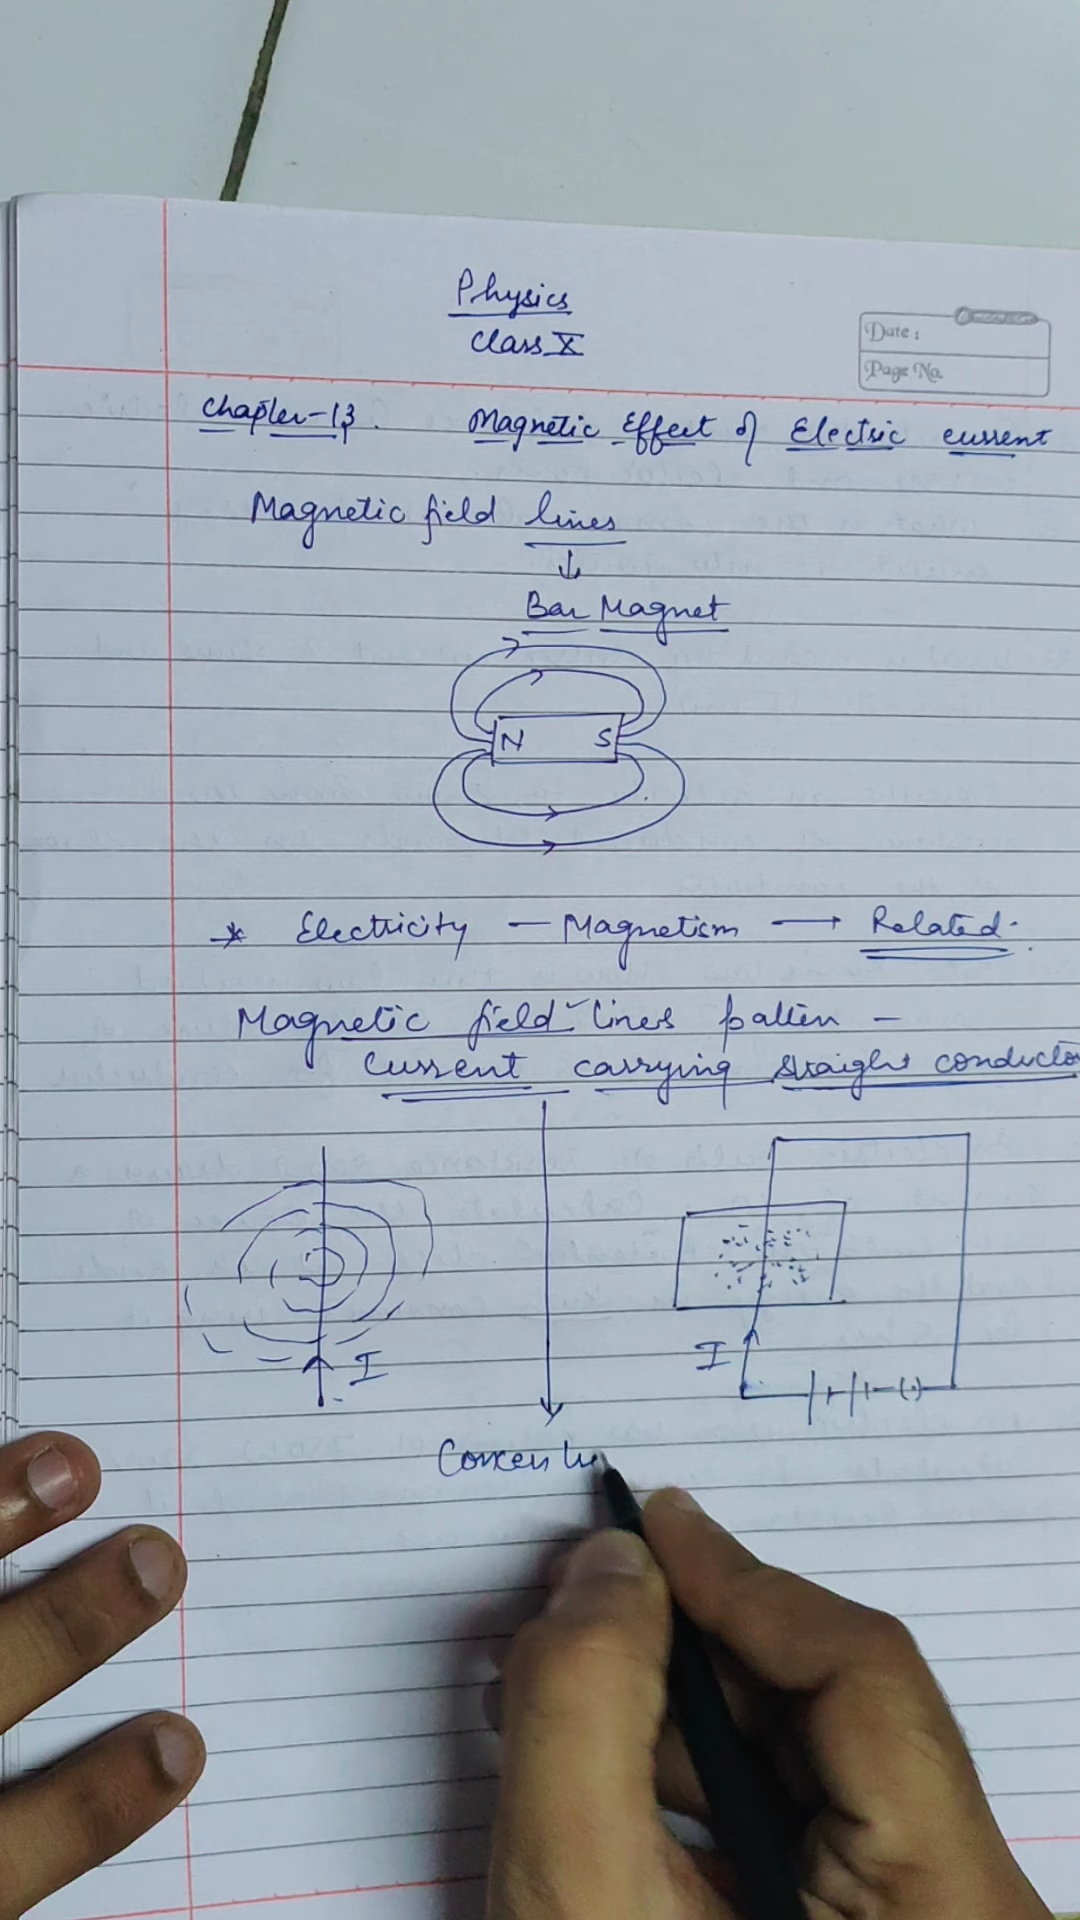 Physics
Class X
Date :
Page No.
Chapter-13. Magnetic Effect of Electric current
Magnetic field lines
↓
Bar Magnet
N S
* Electricity — Magnetism → Related.
Magnetic field lines pattern -
Current carrying straight conductor
I
I
Concentri